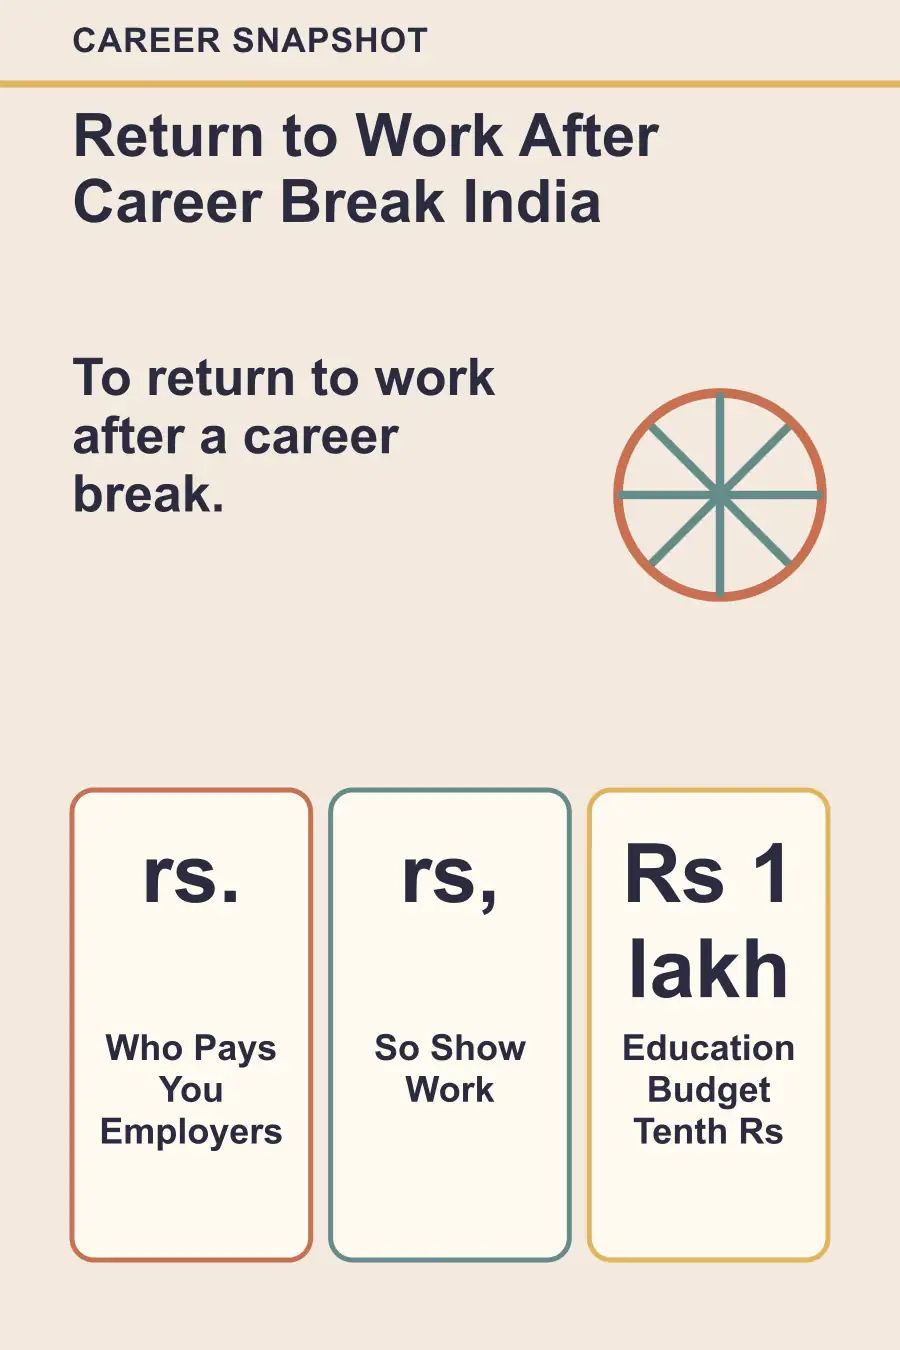 CAREER SNAPSHOT
Return to Work After
Career Break India
To return to work
after a career
break.
rs.
Who Pays
You
Employers
rs,
So Show
Work
Rs 1
lakh
Education
Budget
Tenth Rs